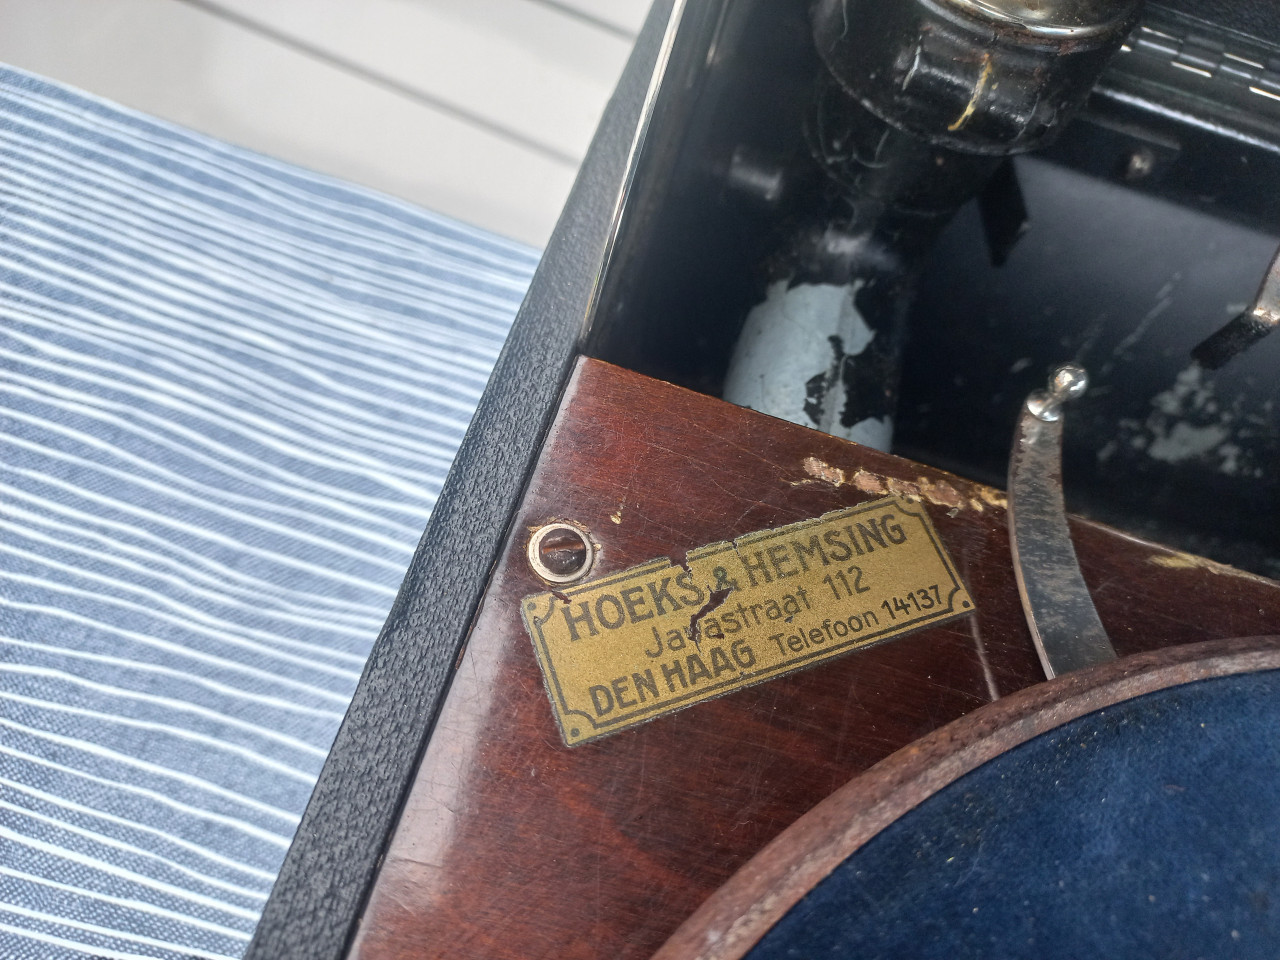 HOEKS & HEMSING
Javastraat 112
DEN HAAG Telefoon 14137